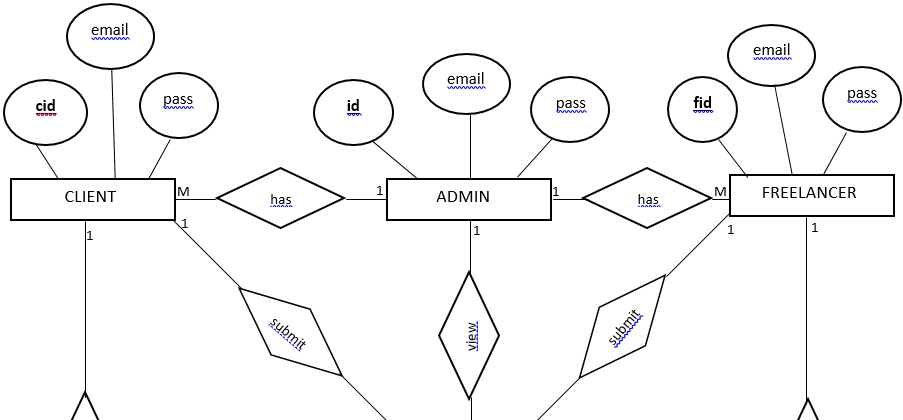 email
email
email
cid
pass
id
pass
fid
pass
CLIENT
M
has
1
ADMIN
1
has
M
FREELANCER
1
1
1
1
1
submit
view
submit